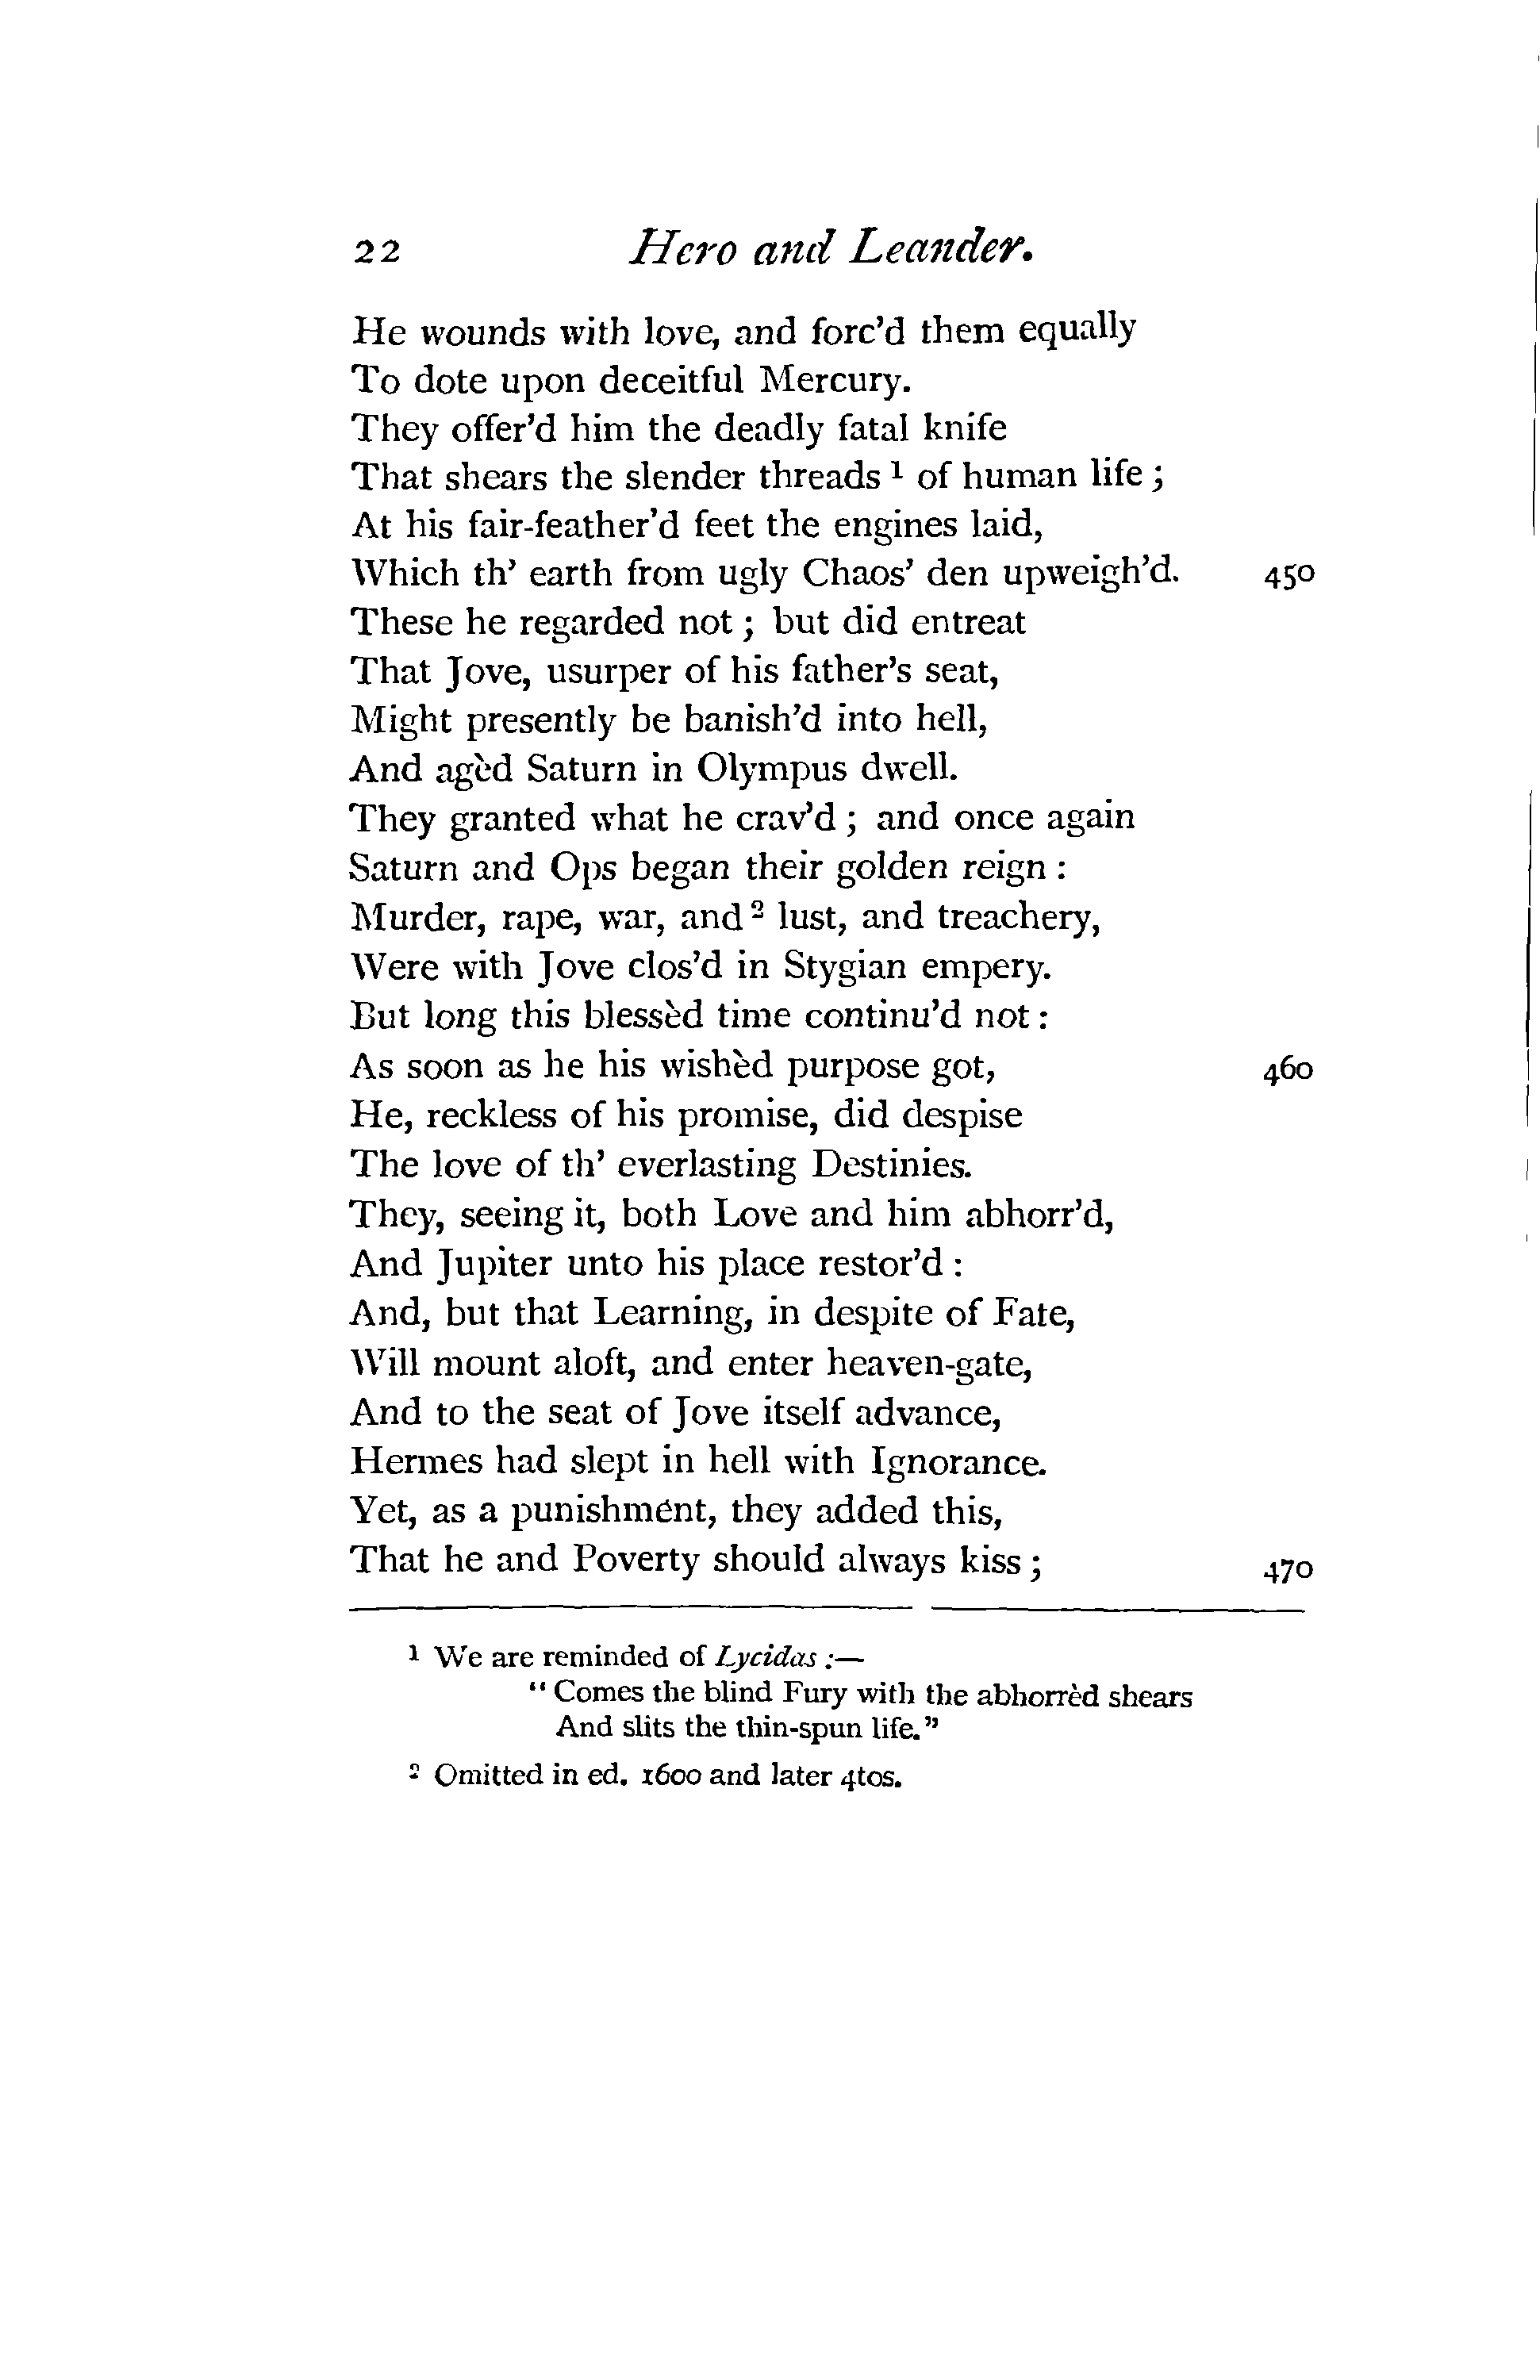 22 Hero and Leander.
He wounds with love, and forc'd them equally
To dote upon deceitful Mercury.
They offer'd him the deadly fatal knife
That shears the slender threads ¹ of human life ;
At his fair-feather'd feet the engines laid,
Which th' earth from ugly Chaos' den upweigh'd. 450
These he regarded not ; but did entreat
That Jove, usurper of his father's seat,
Might presently be banish'd into hell,
And agèd Saturn in Olympus dwell.
They granted what he crav'd ; and once again
Saturn and Ops began their golden reign :
Murder, rape, war, and ² lust, and treachery,
Were with Jove clos'd in Stygian empery.
But long this blessèd time continu'd not :
As soon as he his wishèd purpose got, 460
He, reckless of his promise, did despise
The love of th' everlasting Destinies.
They, seeing it, both Love and him abhorr'd,
And Jupiter unto his place restor'd :
And, but that Learning, in despite of Fate,
Will mount aloft, and enter heaven-gate,
And to the seat of Jove itself advance,
Hermes had slept in hell with Ignorance.
Yet, as a punishment, they added this,
That he and Poverty should always kiss ; 470
¹ We are reminded of Lycidas :—
" Comes the blind Fury with the abhorrèd shears
And slits the thin-spun life."
² Omitted in ed. 1600 and later 4tos.